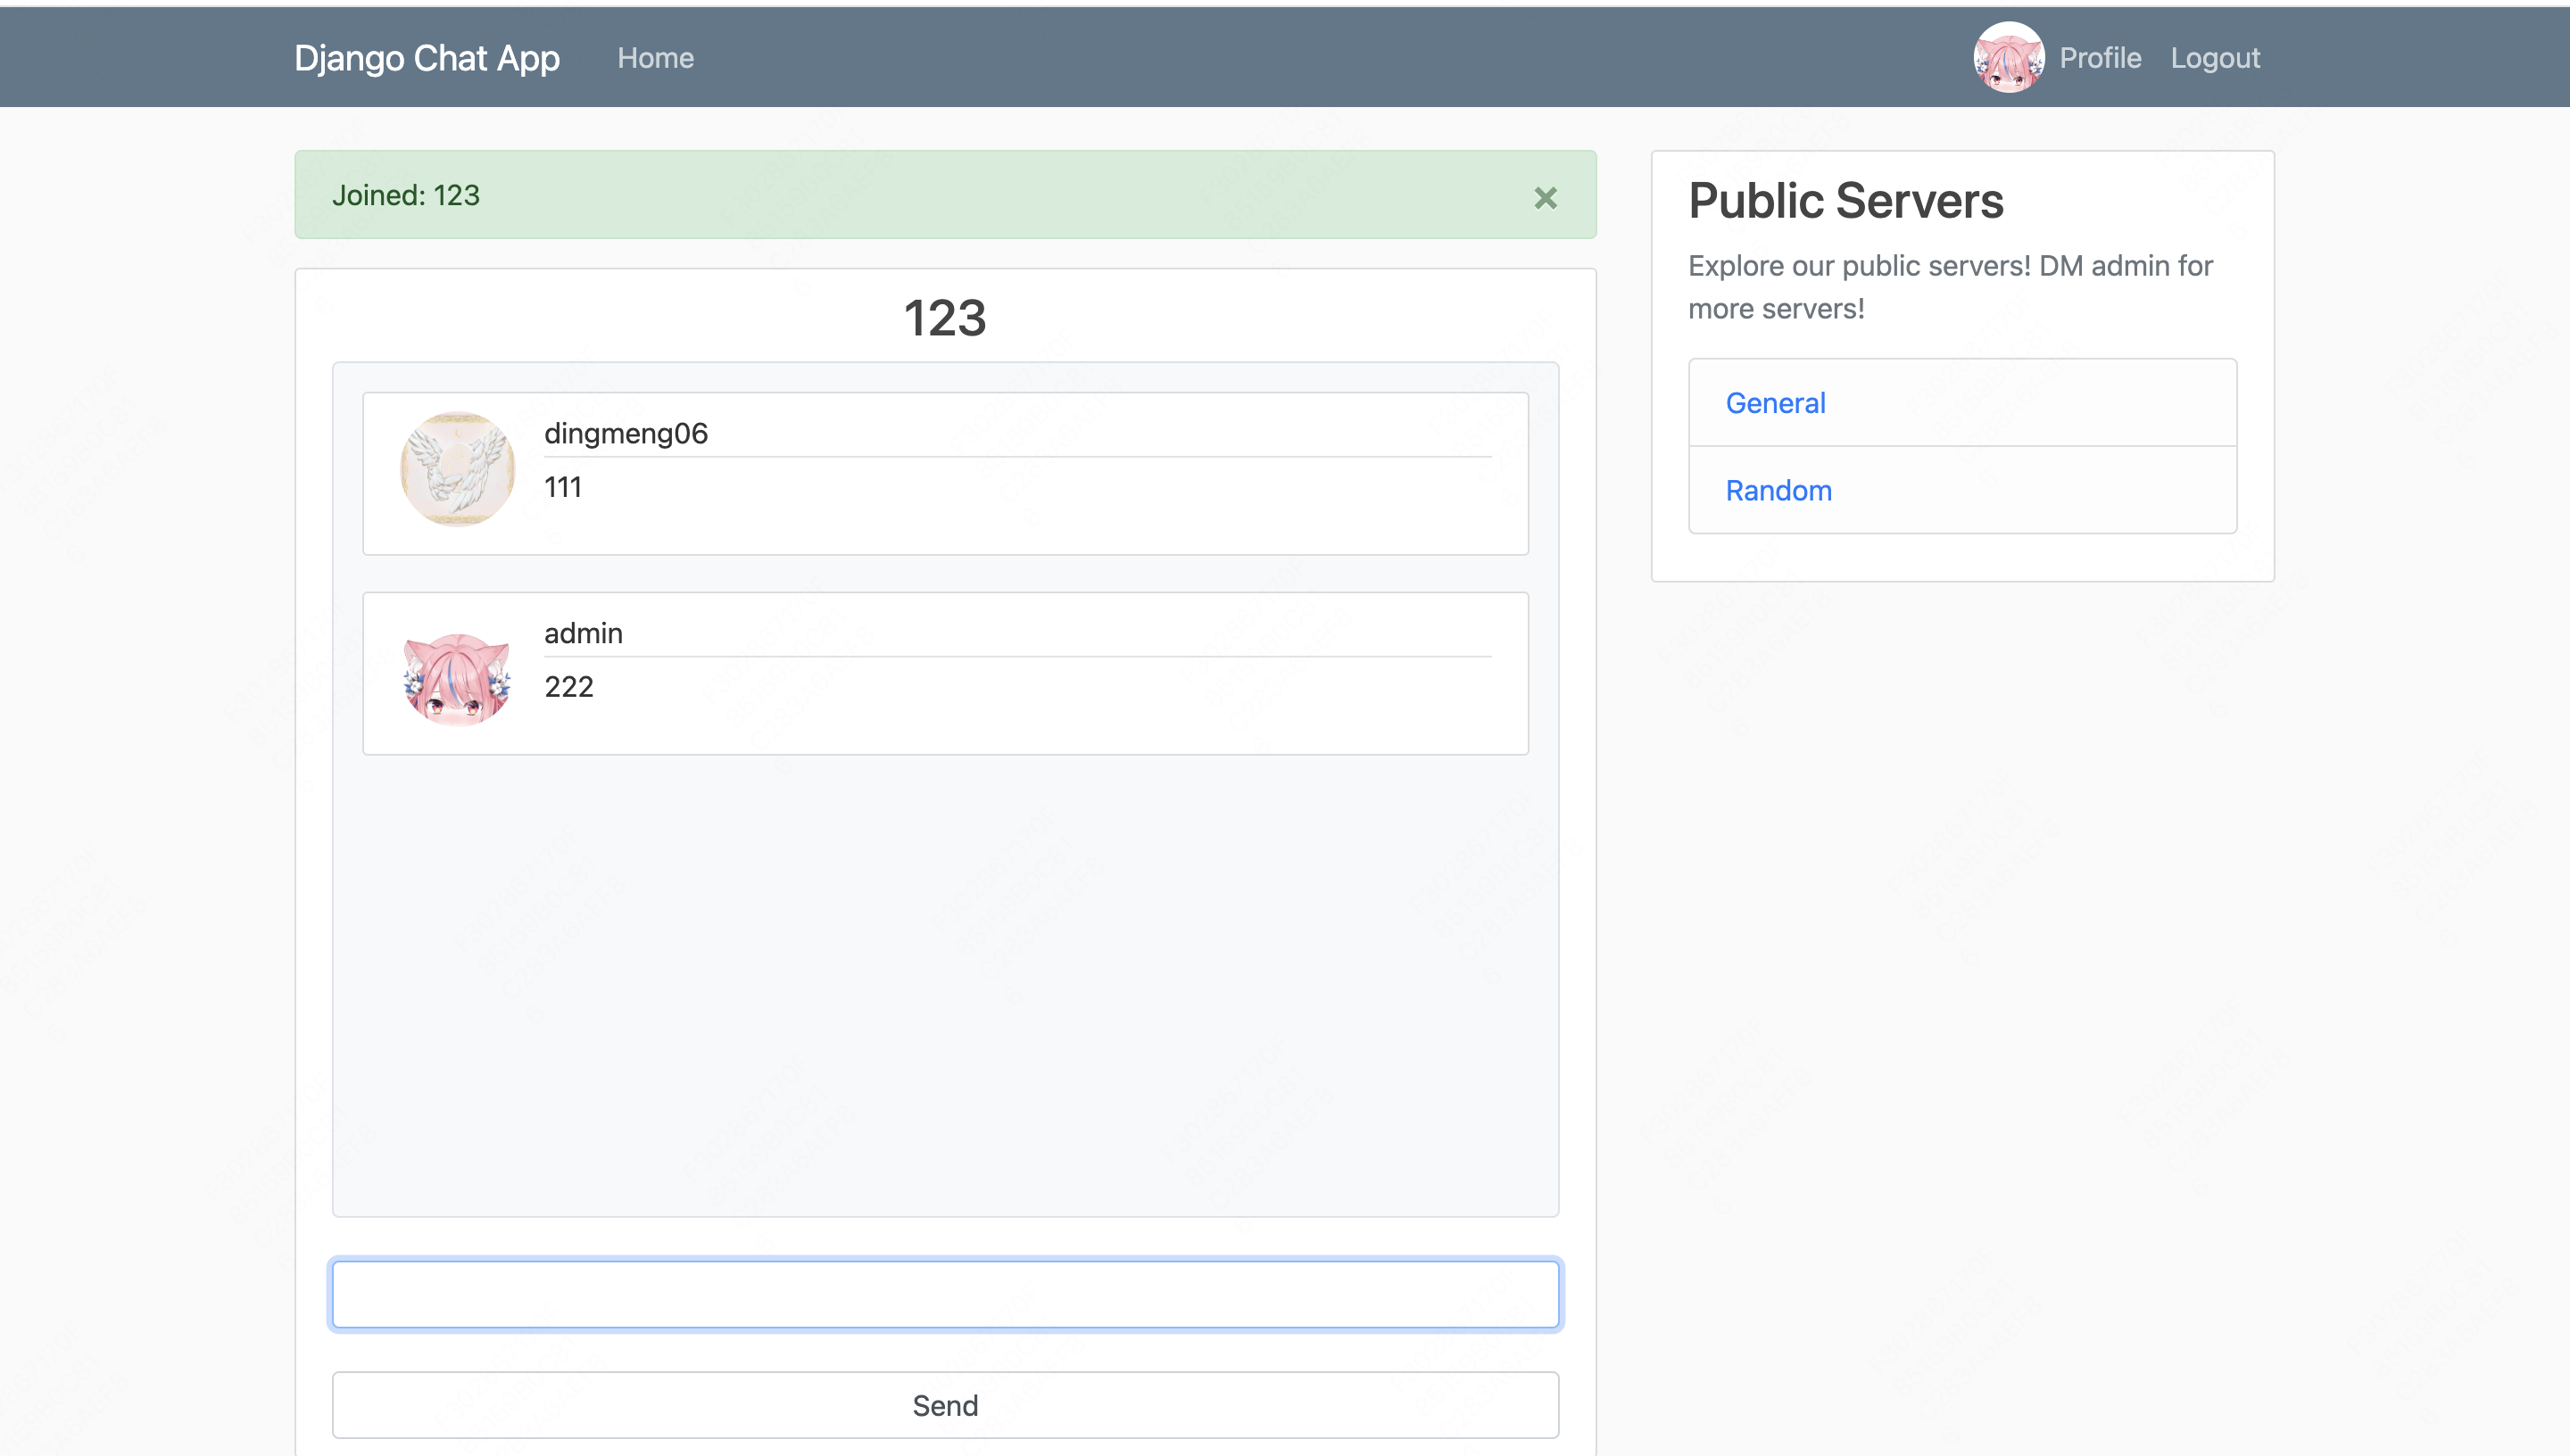 Django Chat App Home Profile Logout
Joined: 123 ×
123
dingmeng06
111
admin
222
Send
Public Servers
Explore our public servers! DM admin for
more servers!
General
Random